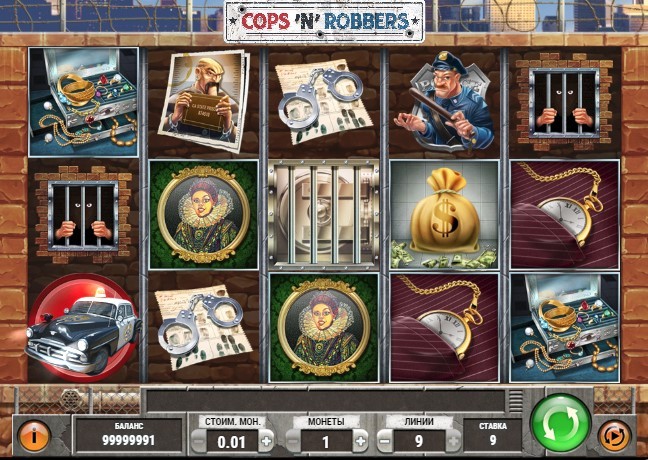 COPS 'N' ROBBERS
$
БАЛАНС
99999991
СТОИМ. МОН.
0.01
МОНЕТЫ
1
ЛИНИИ
9
СТАВКА
9